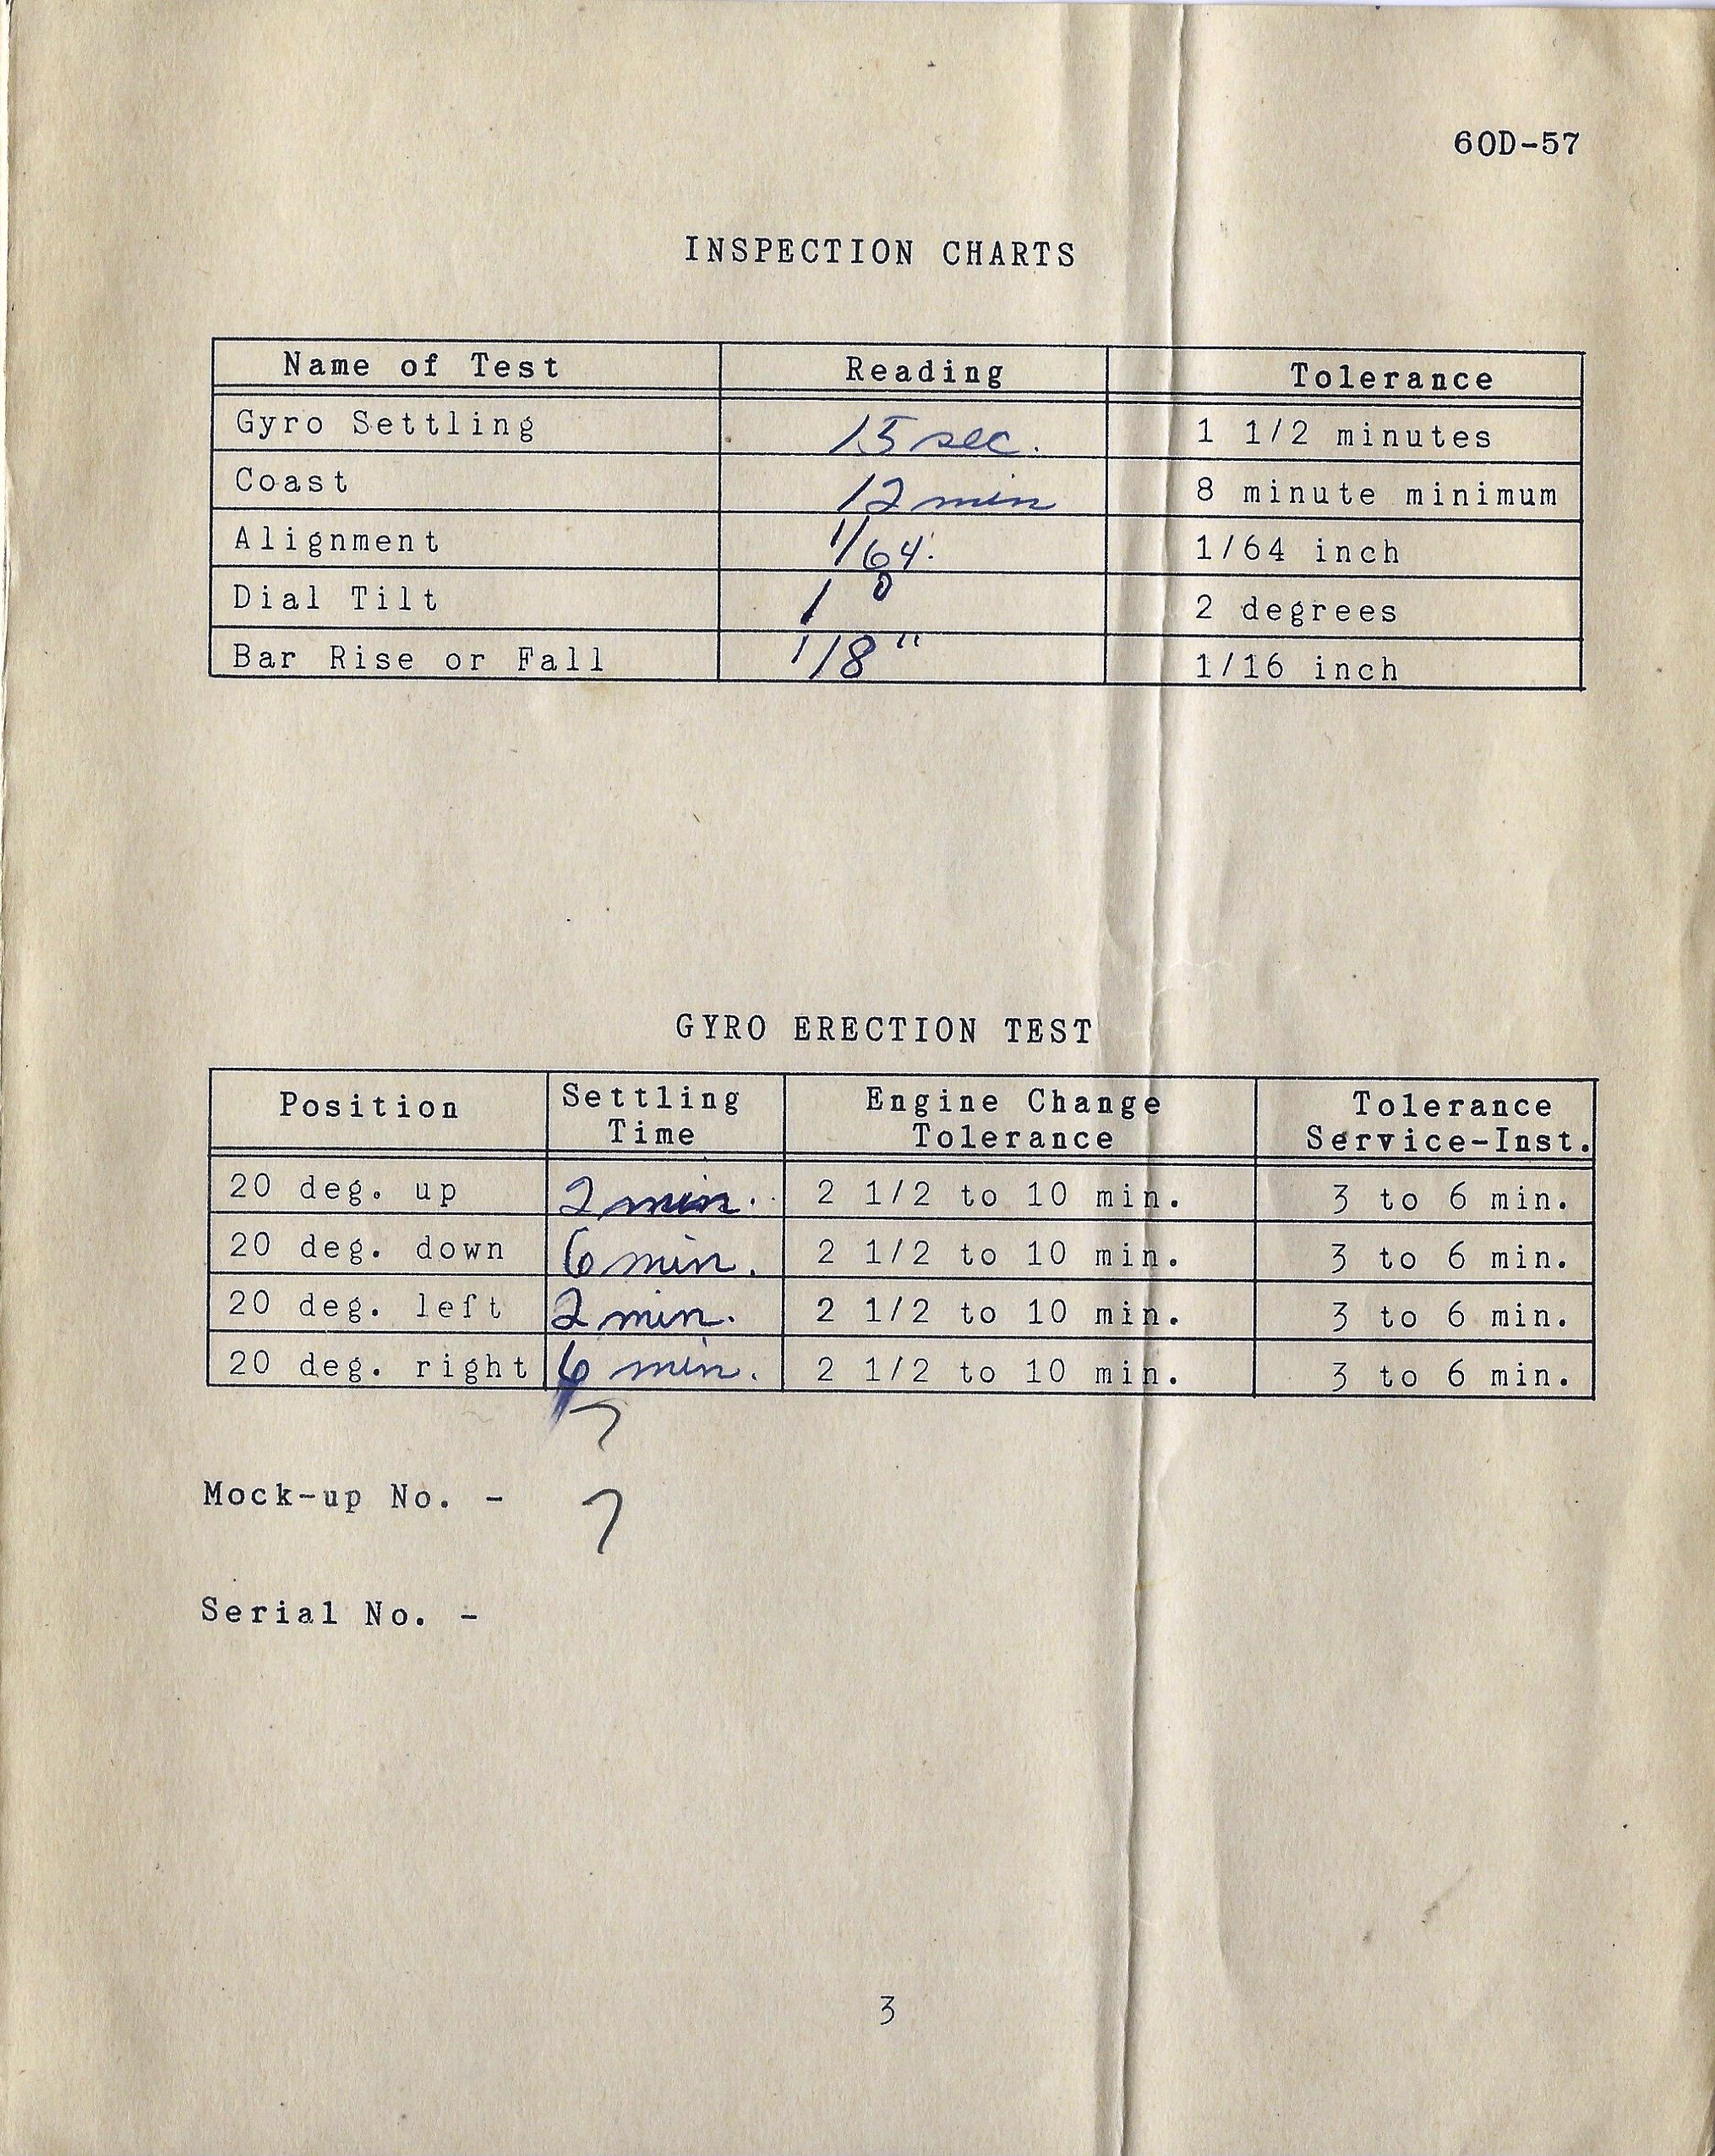 60D-57
INSPECTION CHARTS
Name of Test Reading Tolerance
Gyro Settling 15 sec. 1 1/2 minutes
Coast 12 min 8 minute minimum
Alignment 1/64. 1/64 inch
Dial Tilt 1° 2 degrees
Bar Rise or Fall 1/8" 1/16 inch
GYRO ERECTION TEST
Position Settling Time Engine Change Tolerance Tolerance Service-Inst.
20 deg. up 2 min. 2 1/2 to 10 min. 3 to 6 min.
20 deg. down 6 min. 2 1/2 to 10 min. 3 to 6 min.
20 deg. left 2 min. 2 1/2 to 10 min. 3 to 6 min.
20 deg. right 6 min. 2 1/2 to 10 min. 3 to 6 min.
7
Mock-up No. - 7
Serial No. -
3